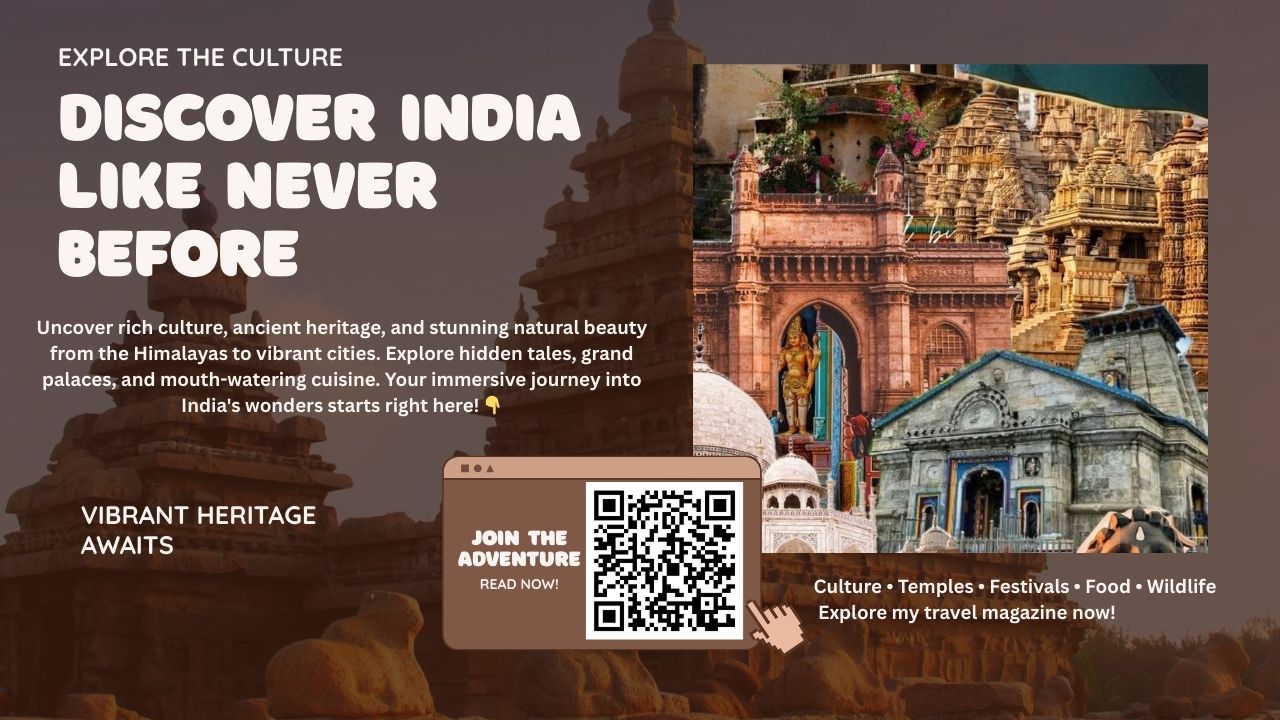 EXPLORE THE CULTURE
DISCOVER INDIA
LIKE NEVER
BEFORE
Uncover rich culture, ancient heritage, and stunning natural beauty
from the Himalayas to vibrant cities. Explore hidden tales, grand
palaces, and mouth-watering cuisine. Your immersive journey into
India's wonders starts right here! 👇
VIBRANT HERITAGE
AWAITS
JOIN THE
ADVENTURE
READ NOW!
Culture • Temples • Festivals • Food • Wildlife
Explore my travel magazine now!